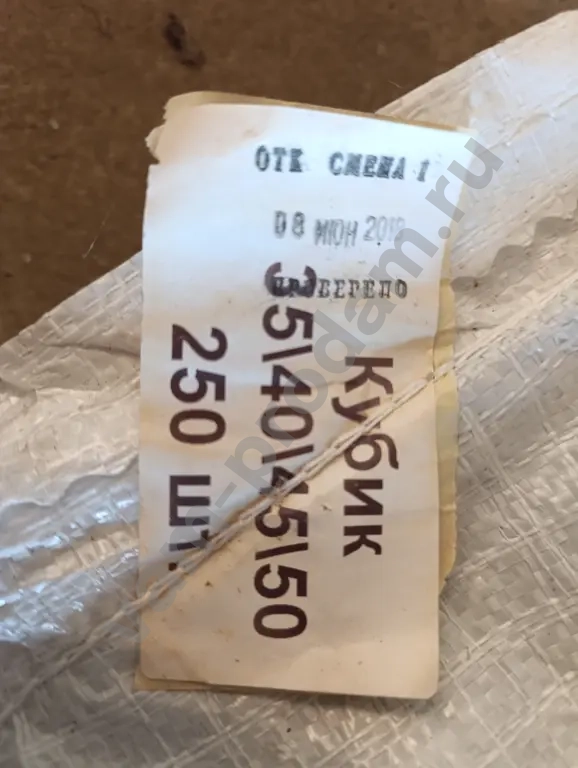 ОТК СМЕНА 1
08 ИЮН 2018
ПРОВЕРЕНО
Кубик
35\40\45\50
250 шт.